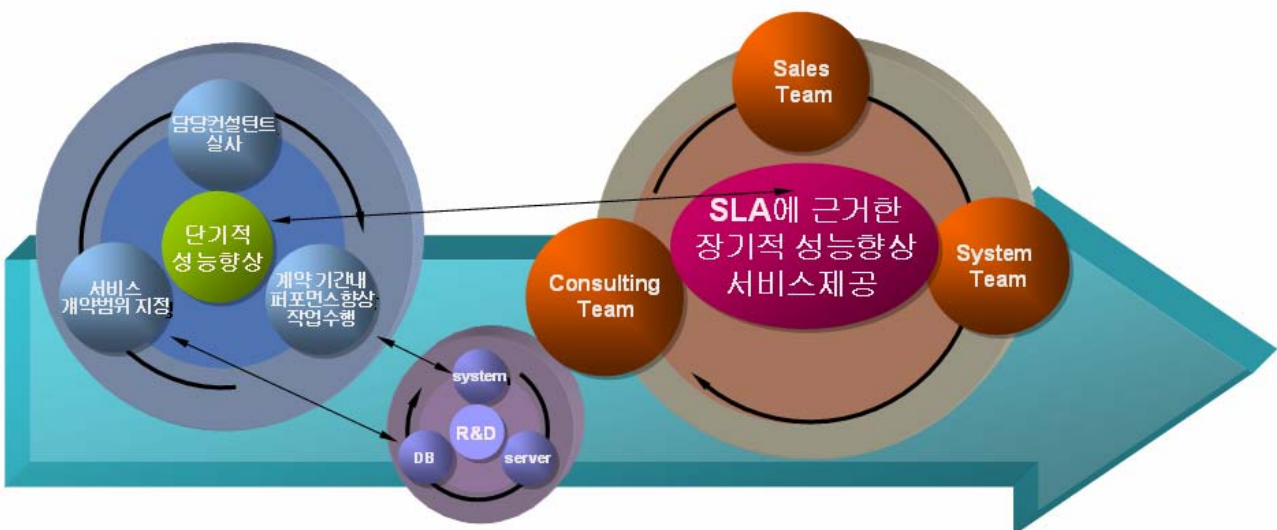 담당컨설턴트
실사
단기적
성능향상
서비스
개약범위 지정
계약 기간내
퍼포먼스향상
작업수행
system
R&D
DB
server
Sales
Team
SLA에 근거한
장기적 성능향상
서비스제공
Consulting
Team
System
Team